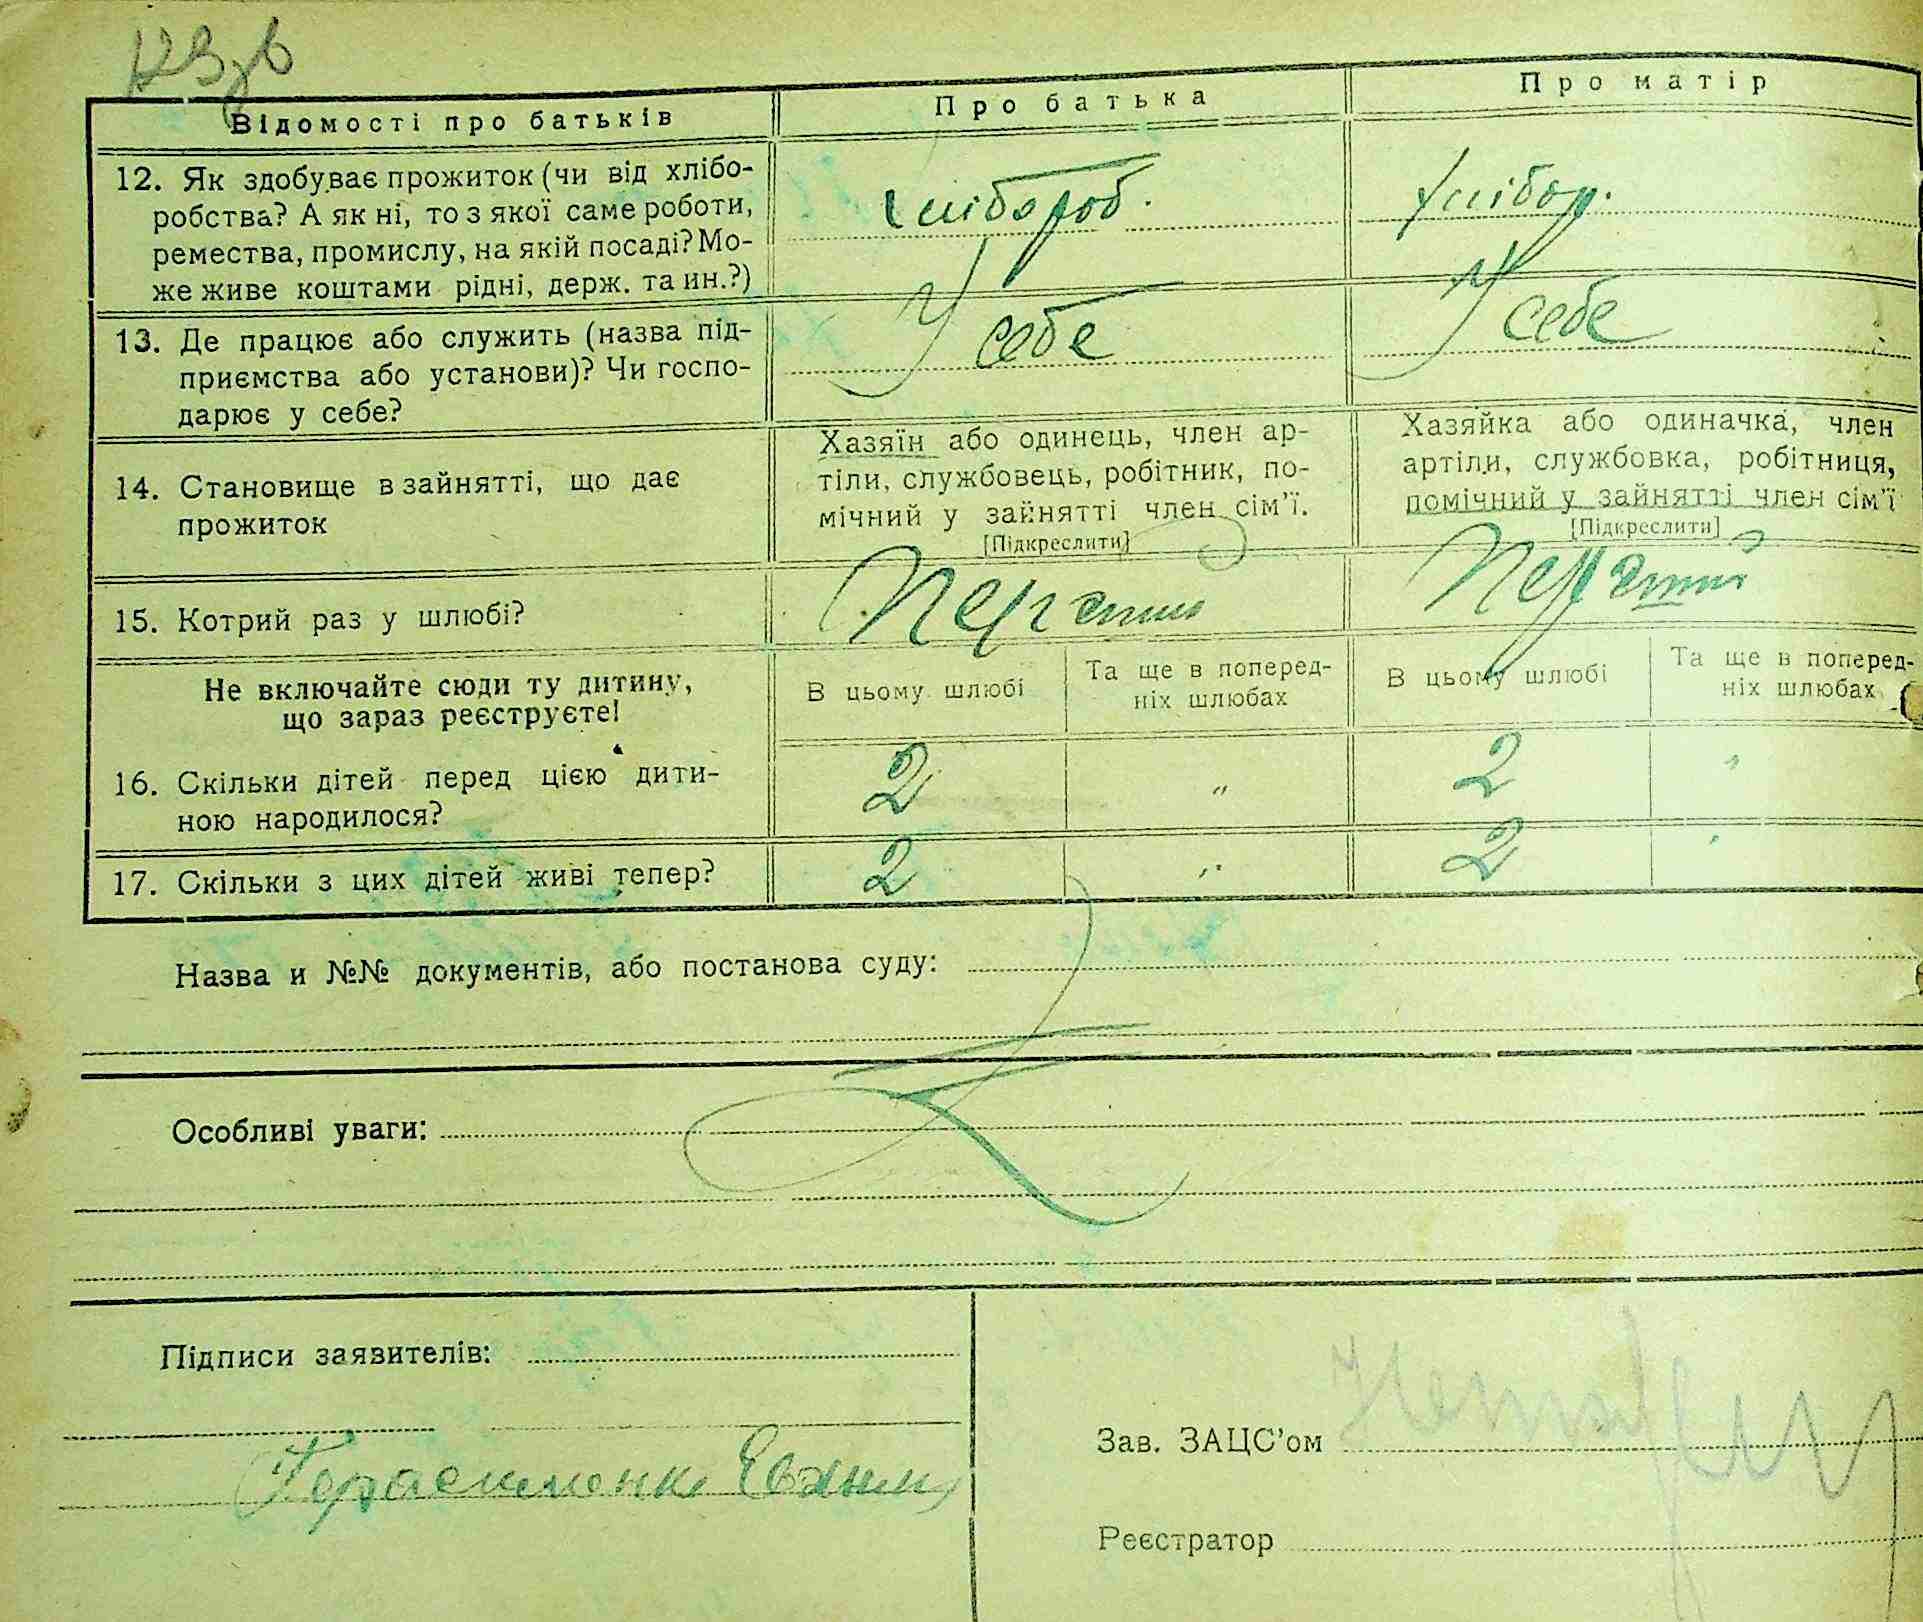 Відомості про батьків
Про батька
Про матір
12. Як здобуває прожиток (чи від хлібо-
робства? А як ні, то з якої саме роботи,
ремества, промислу, на якій посаді? Мо-
же живе коштами рідні, держ. та ин.?)
хлібороб.
хлібор.
13. Де працює або служить (назва під-
приємства або установи)? Чи госпо-
дарює у себе?
У себе
У себе
14. Становище в зайнятті, що дає
прожиток
Хазяїн або одинець, член ар-
тіли, службовець, робітник, по-
мічний у зайнятті член сім’ї.
[Підкреслити]
Хазяйка або одиначка, член
артіли, службовка, робітниця,
помічний у зайнятті член сім’ї
[Підкреслити]
15. Котрий раз у шлюбі?
Не включайте сюди ту дитину,
що зараз реєструєте!
В цьому шлюбі
Та ще в поперед-
ніх шлюбах
В цьому шлюбі
Та ще в поперед-
ніх шлюбах
16. Скільки дітей перед цією дити-
ною народилося?
2
"
2
"
17. Скільки з цих дітей живі тепер?
2
"
2
"
Назва и №№ документів, або постанова суду:
Особливі уваги:
Підписи заявителів:
Герасименко
Зав. ЗАЦС’ом
Реєстратор